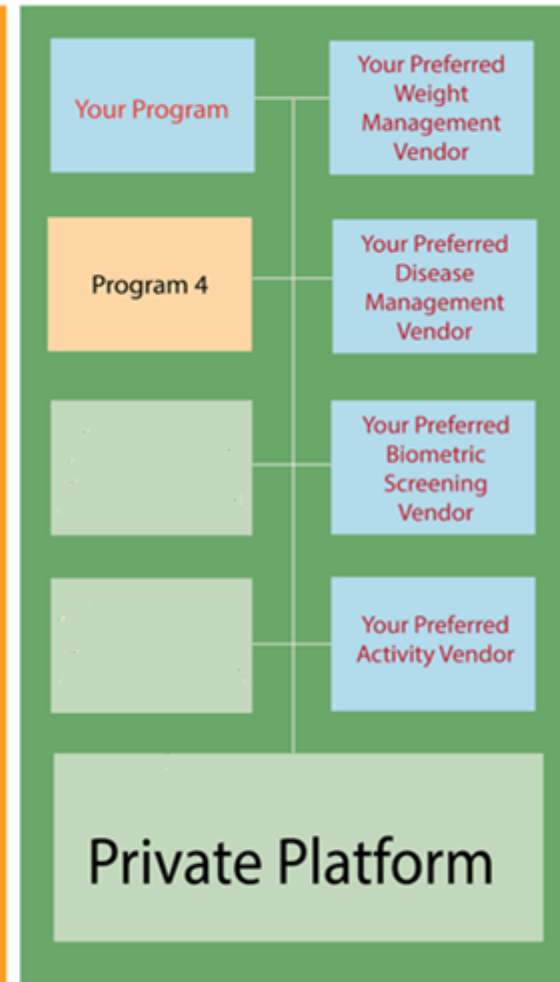 Your Program
Your Preferred
Weight
Management
Vendor
Program 4
Your Preferred
Disease
Management
Vendor
Your Preferred
Biometric
Screening
Vendor
Your Preferred
Activity Vendor
Private Platform